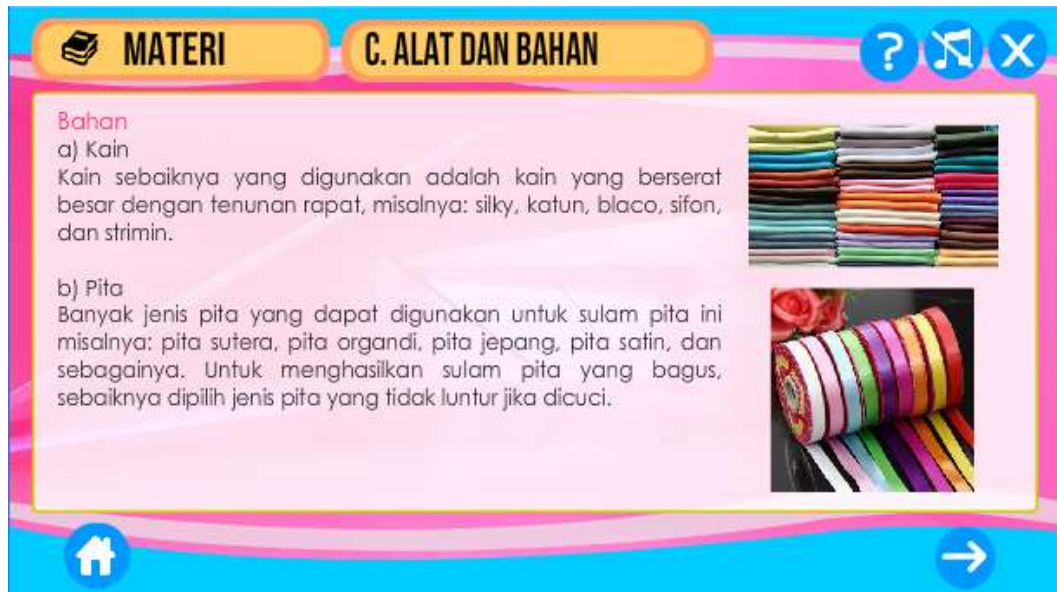 MATERI
C. ALAT DAN BAHAN
?
X
Bahan
a) Kain
Kain sebaiknya yang digunakan adalah kain yang berserat
besar dengan tenunan rapat, misalnya: silky, katun, blaco, sifon,
dan strimin.
b) Pita
Banyak jenis pita yang dapat digunakan untuk sulam pita ini
misalnya: pita sutera, pita organdi, pita jepang, pita satin, dan
sebagainya. Untuk menghasilkan sulam pita yang bagus,
sebaiknya dipilih jenis pita yang tidak luntur jika dicuci.